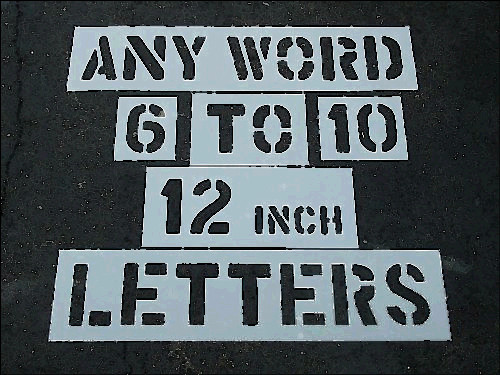 ANY WORD
6 TO 10
12 INCH
LETTERS